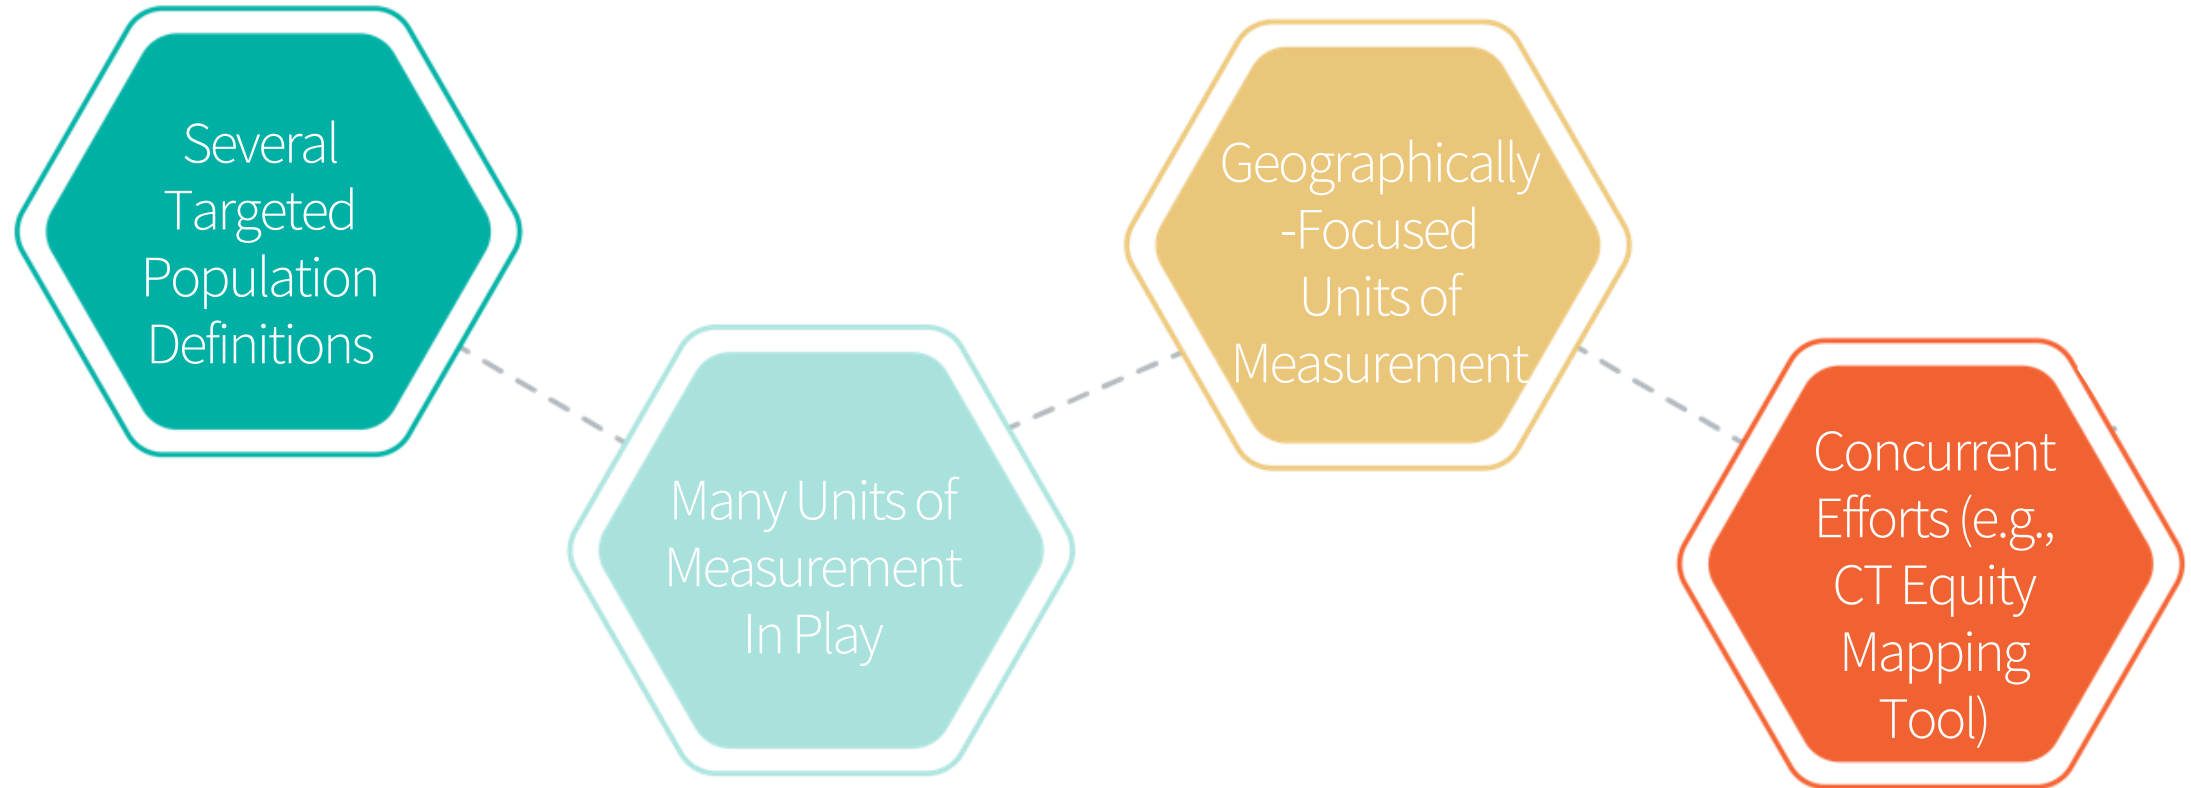 Several
Targeted
Population
Definitions
Many Units of
Measurement
In Play
Geographically
-Focused
Units of
Measurement
Concurrent
Efforts (e.g.,
CT Equity
Mapping
Tool)